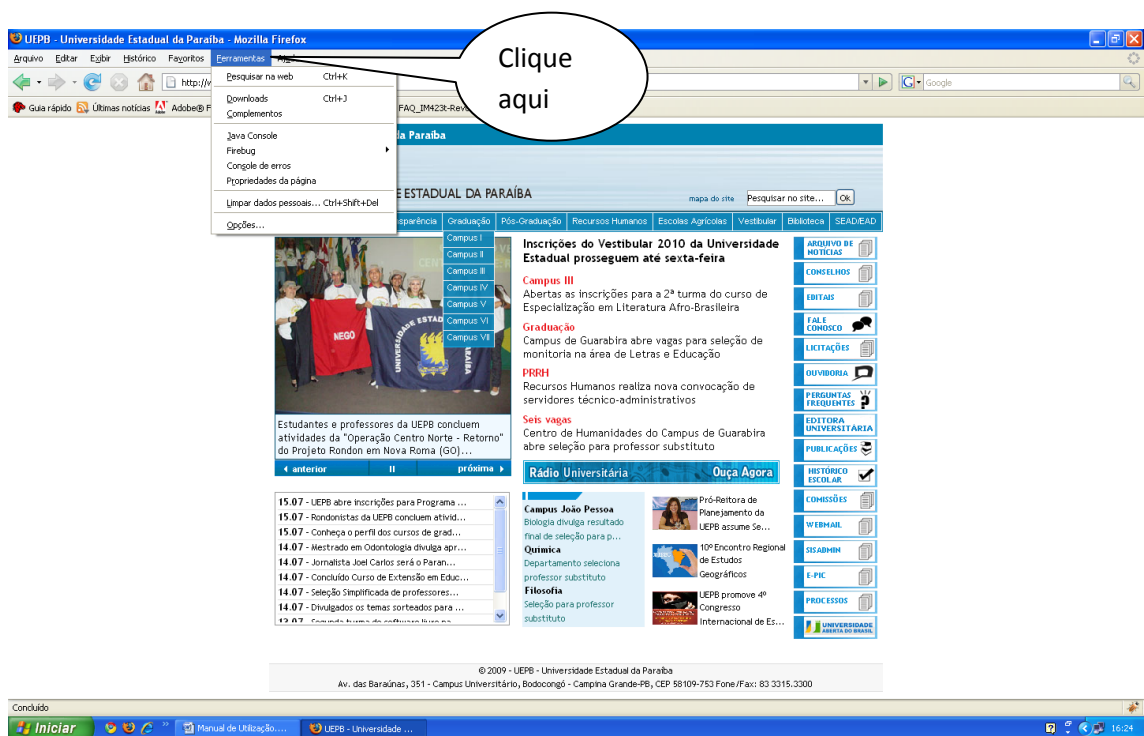 UEPB - Universidade Estadual da Paraíba - Mozilla Firefox
Clique
aqui
Arquivo Editar Exibir Histórico Favoritos Ferramentas
Pesquisar na web Ctrl+K
Downloads Ctrl+J
Complementos
Java Console
Firebug
Console de erros
Propriedades da página
Limpar dados pessoais... Ctrl+Shift+Del
Opções...
http://
G Google
Guia rápido Últimas notícias Adobe® F
FAQ_IM423t-Rev
da Paraíba
E ESTADUAL DA PARAÍBA
mapa do site Pesquisar no site... Ok
sparência Graduação Pós-Graduação Recursos Humanos Escolas Agrícolas Vestibular Biblioteca SEAD/EAD
Campus I
Campus II
Campus III
Campus IV
Campus V
Campus VI
Campus VII
NEGO
UNIVERSIDADE ESTAD
Estudantes e professores da UEPB concluem
atividades da "Operação Centro Norte - Retorno"
do Projeto Rondon em Nova Roma (GO)...
anterior II próxima
Inscrições do Vestibular 2010 da Universidade
Estadual prosseguem até sexta-feira
Campus III
Abertas as inscrições para a 2ª turma do curso de
Especialização em Literatura Afro-Brasileira
Graduação
Campus de Guarabira abre vagas para seleção de
monitoria na área de Letras e Educação
PRRH
Recursos Humanos realiza nova convocação de
servidores técnico-administrativos
Seis vagas
Centro de Humanidades do Campus de Guarabira
abre seleção para professor substituto
Rádio Universitária Ouça Agora
ARQUIVO DE
NOTÍCIAS
CONSELHOS
EDITAIS
FALE
CONOSCO
LICITAÇÕES
OUVIDORIA
PERGUNTAS
FREQUENTES
EDITORA
UNIVERSITÁRIA
PUBLICAÇÕES
HISTÓRICO
ESCOLAR
COMISSÕES
WEBMAIL
SISADMIN
E-PIC
PROCESSOS
UNIVERSIDADE
ABERTA DO BRASIL
15.07 - UEPB abre inscrições para Programa ...
15.07 - Rondonistas da UEPB concluem ativid...
15.07 - Conheça o perfil dos cursos de grad...
14.07 - Mestrado em Odontologia divulga apr...
14.07 - Jornalista Joel Carlos será o Paran...
14.07 - Concluído Curso de Extensão em Educ...
14.07 - Seleção Simplificada de professores...
14.07 - Divulgados os temas sorteados para ...
13.07 - Segunda turma de software livre na
Campus João Pessoa
Biologia divulga resultado
final de seleção para p...
Química
Departamento seleciona
professor substituto
Filosofia
Seleção para professor
substituto
Pró-Reitora de
Planejamento da
UEPB assume Se...
10º Encontro Regional
de Estudos
Geográficos
UEPB promove 4º
Congresso
Internacional de Es...
© 2009 - UEPB - Universidade Estadual da Paraíba
Av. das Baraúnas, 351 - Campus Universitário, Bodocongó - Campina Grande-PB, CEP 58109-753 Fone/Fax: 83 3315.3300
Concluído
Iniciar Manual de Utilização.... UEPB - Universidade ... 16:24